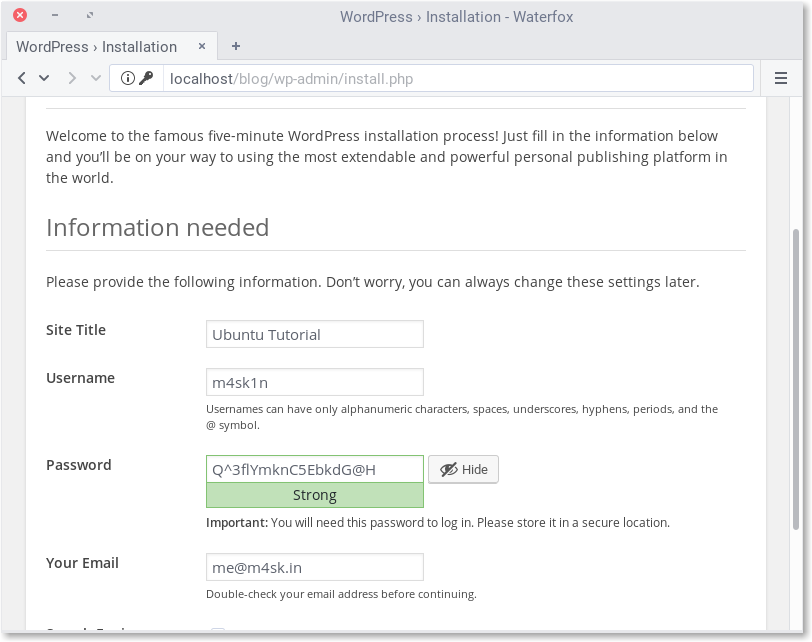 WordPress › Installation - Waterfox
WordPress › Installation × +
localhost/blog/wp-admin/install.php
Welcome to the famous five-minute WordPress installation process! Just fill in the information below
and you’ll be on your way to using the most extendable and powerful personal publishing platform in
the world.
Information needed
Please provide the following information. Don’t worry, you can always change these settings later.
Site Title
Ubuntu Tutorial
Username
m4sk1n
Usernames can have only alphanumeric characters, spaces, underscores, hyphens, periods, and the
@ symbol.
Password
Q^3flYmknC5EbkdG@H
Hide
Strong
Important: You will need this password to log in. Please store it in a secure location.
Your Email
me@m4sk.in
Double-check your email address before continuing.